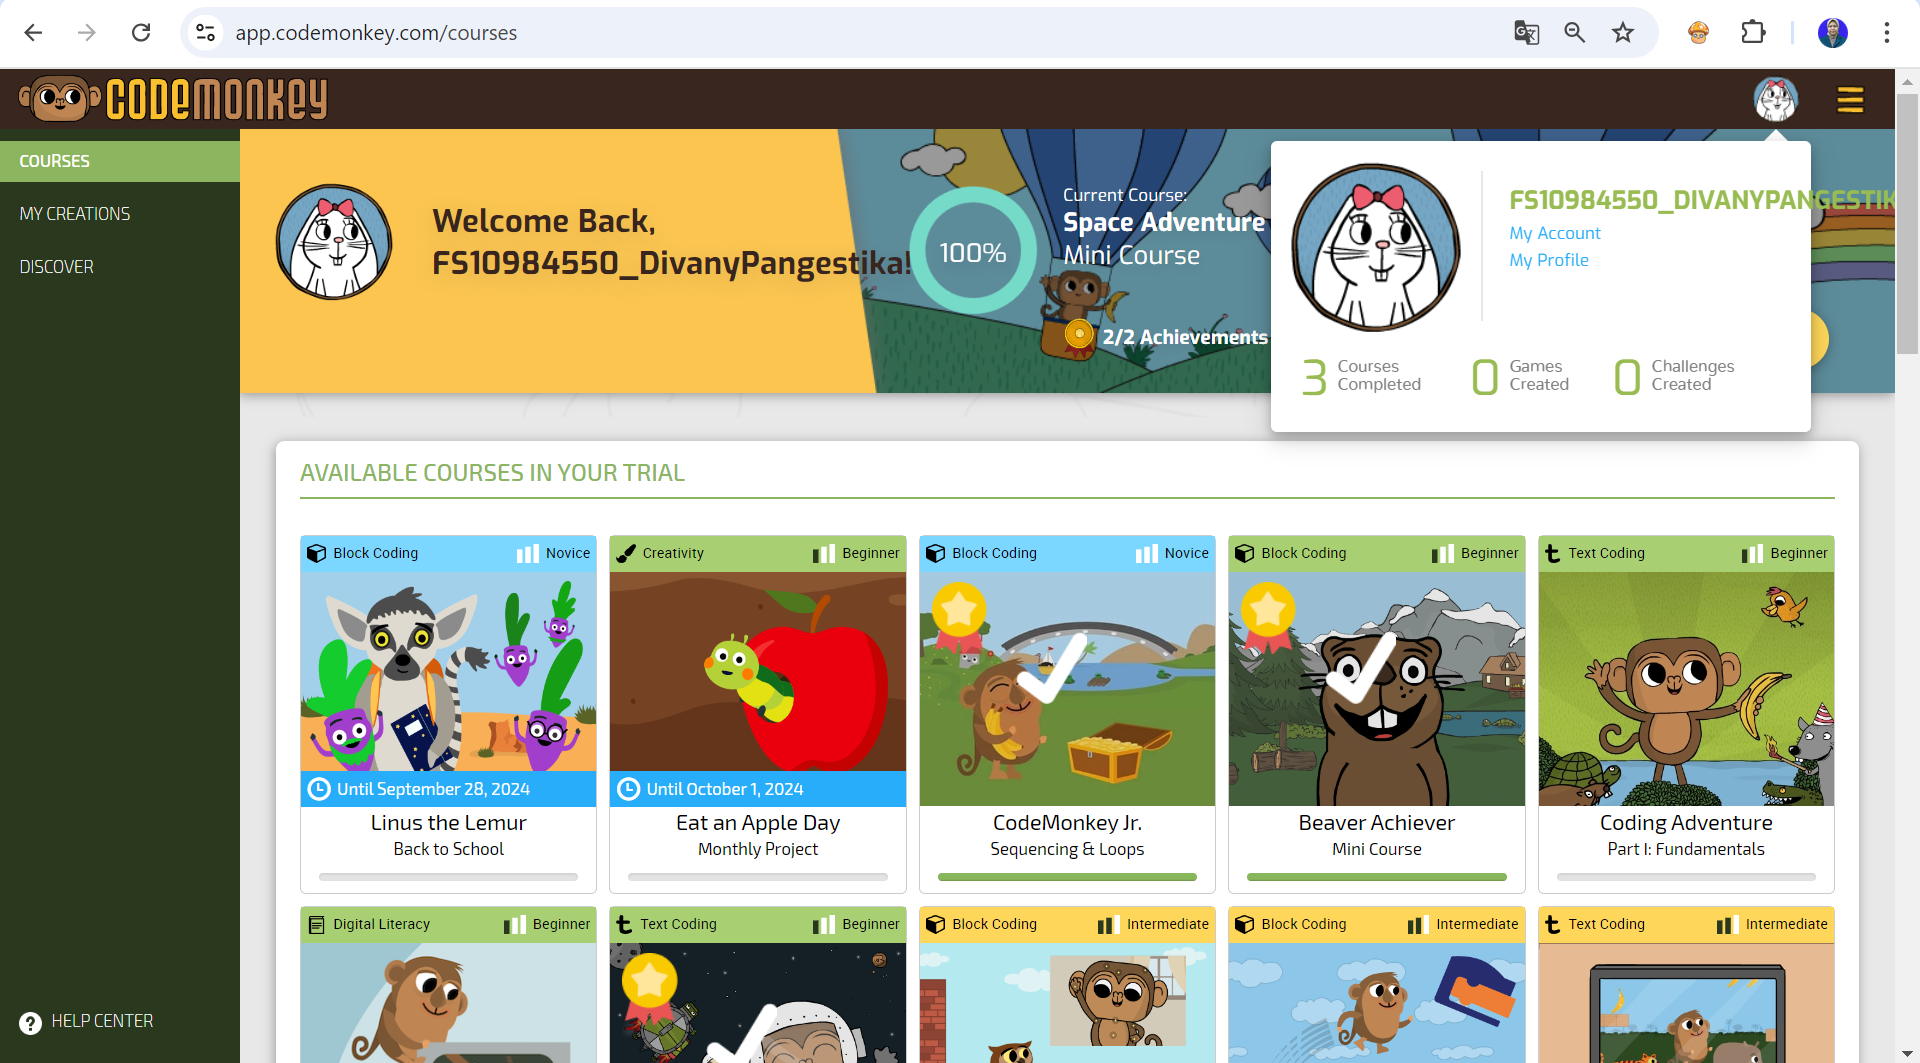 app.codemonkey.com/courses
CODEMONKEY
COURSES
MY CREATIONS
DISCOVER
HELP CENTER
Welcome Back,
FS10984550_DivanyPangestika!
100%
Current Course:
Space Adventure
Mini Course
2/2 Achievements
FS10984550_DIVANYPANGESTIK
My Account
My Profile
3 Courses Completed
0 Games Created
0 Challenges Created
AVAILABLE COURSES IN YOUR TRIAL
Block Coding Novice
Until September 28, 2024
Linus the Lemur
Back to School
Creativity Beginner
Until October 1, 2024
Eat an Apple Day
Monthly Project
Block Coding Novice
CodeMonkey Jr.
Sequencing & Loops
Block Coding Beginner
Beaver Achiever
Mini Course
Text Coding Beginner
Coding Adventure
Part I: Fundamentals
Digital Literacy Beginner
Text Coding Beginner
Block Coding Intermediate
Block Coding Intermediate
Text Coding Intermediate